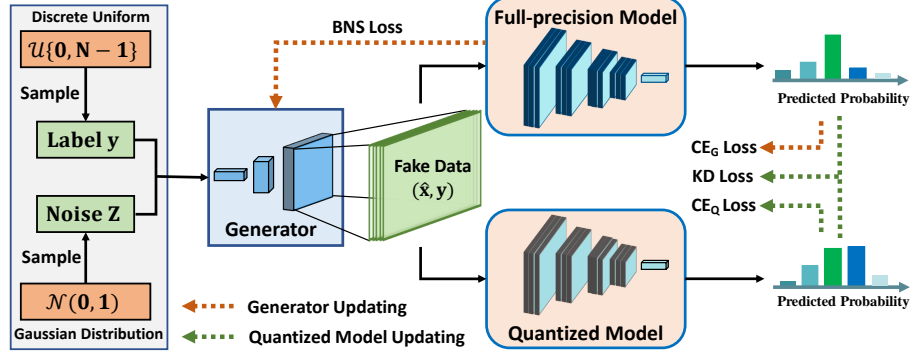 Discrete Uniform
𝒰{0, N − 1}
Sample
Label y
Noise Z
Sample
𝒩(0, 1)
Gaussian Distribution
BNS Loss
Generator
Fake Data
(x̂, y)
Full-precision Model
Quantized Model
Predicted Probability
CE_G Loss
KD Loss
CE_Q Loss
Predicted Probability
Generator Updating
Quantized Model Updating